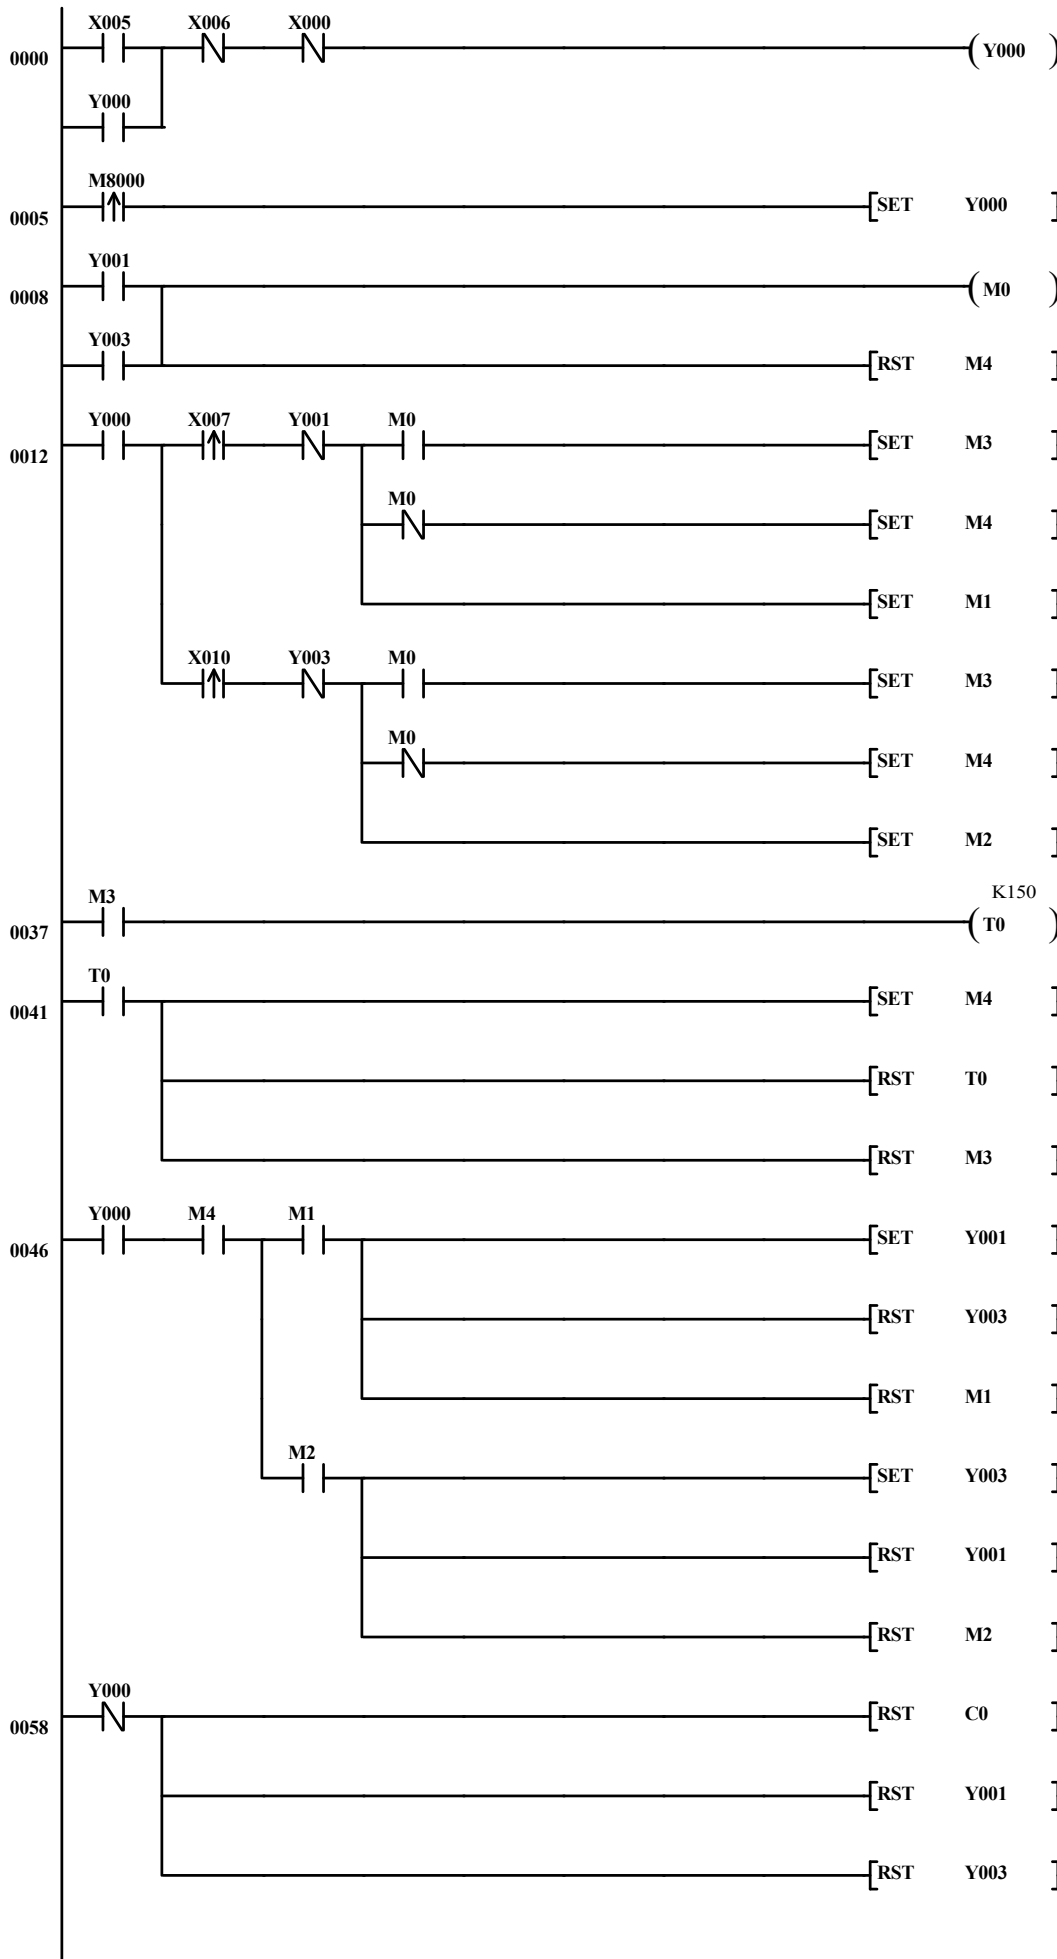 X005 X006 X000
0000 Y000
Y000
M8000
0005 SET Y000
Y001
0008 M0
Y003
RST M4
Y000 X007 Y001 M0
0012 SET M3
M0
SET M4
SET M1
X010 Y003 M0
SET M3
M0
SET M4
SET M2
M3 K150
0037 T0
T0
0041 SET M4
RST T0
RST M3
Y000 M4 M1
0046 SET Y001
RST Y003
RST M1
M2
SET Y003
RST Y001
RST M2
Y000
0058 RST C0
RST Y001
RST Y003